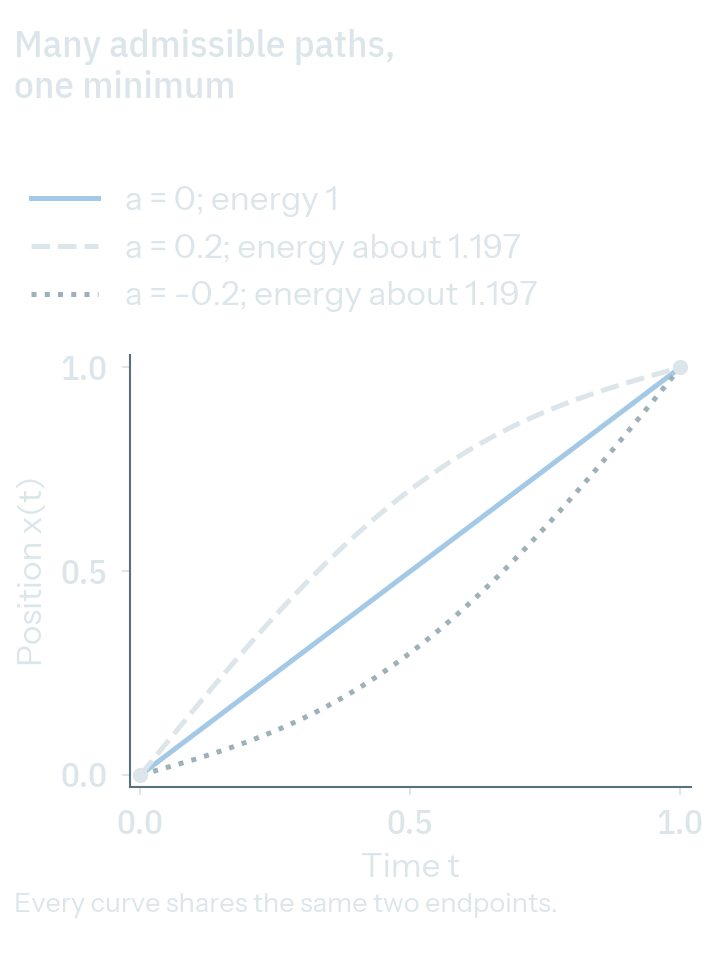 Many admissible paths,
one minimum
a = 0; energy 1
a = 0.2; energy about 1.197
a = −0.2; energy about 1.197
1.0
0.5
0.0
Position x(t)
0.0 0.5 1.0
Time t
Every curve shares the same two endpoints.